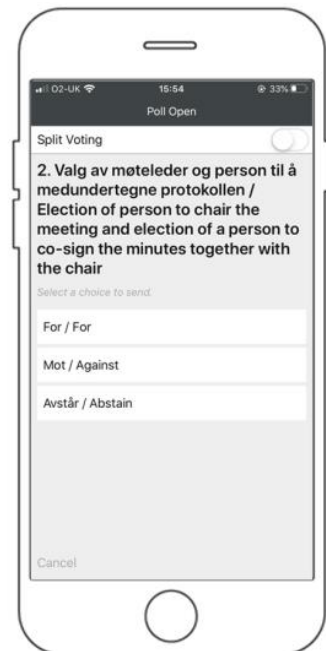 O2-UK 15:54 33%
Poll Open
Split Voting
2. Valg av møteleder og person til å
medundertegne protokollen /
Election of person to chair the
meeting and election of a person to
co-sign the minutes together with
the chair
Select a choice to send.
For / For
Mot / Against
Avstår / Abstain
Cancel